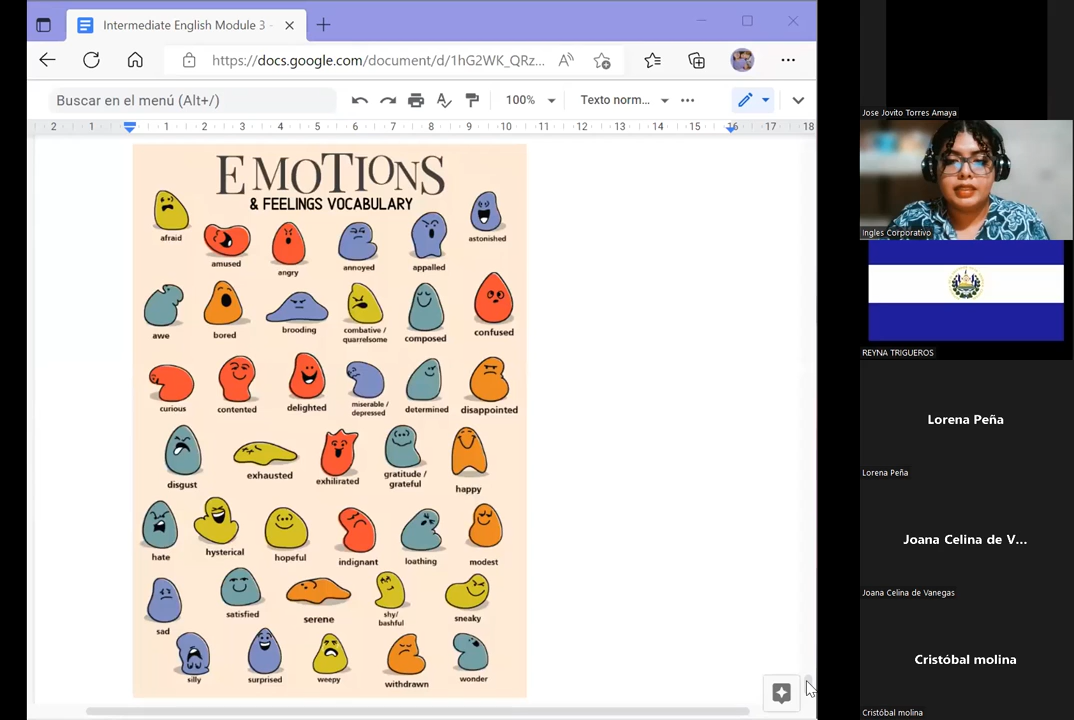 Intermediate English Module 3 -
https://docs.google.com/document/d/1hG2WK_QRz...
Buscar en el menú (Alt+/)
100%
Texto norm...
2 1 1 2 3 4 5 6 7 8 9 10 11 12 13 14 15 16 17 18
EMOTIONS
& FEELINGS VOCABULARY
afraid
amused
angry
annoyed
appalled
astonished
awe
bored
brooding
combative /
quarrelsome
composed
confused
curious
contented
delighted
miserable /
depressed
determined
disappointed
disgust
exhausted
exhilirated
gratitude /
grateful
happy
hate
hysterical
hopeful
indignant
loathing
modest
sad
satisfied
serene
shy/
bashful
sneaky
silly
surprised
weepy
withdrawn
wonder
Jose Jovito Torres Amaya
Ingles Corporativo
REYNA TRIGUEROS
Lorena Peña
Lorena Peña
Joana Celina de V...
Joana Celina de Vanegas
Cristóbal molina
Cristóbal molina